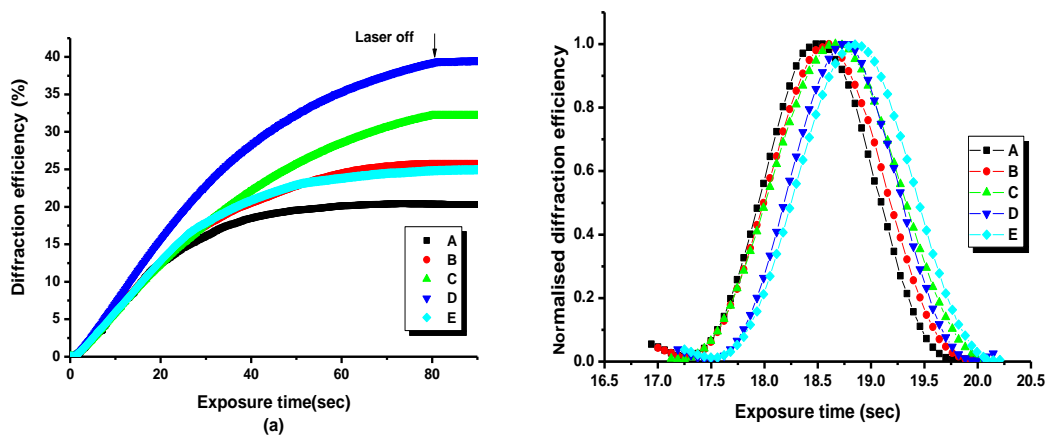 Laser off
Diffraction efficiency (%)
40
35
30
25
20
15
10
5
0
A
B
C
D
E
0 20 40 60 80
Exposure time(sec)
(a)
Normalised diffraction efficiency
1.0
0.8
0.6
0.4
0.2
0.0
A
B
C
D
E
16.5 17.0 17.5 18.0 18.5 19.0 19.5 20.0 20.5
Exposure time (sec)